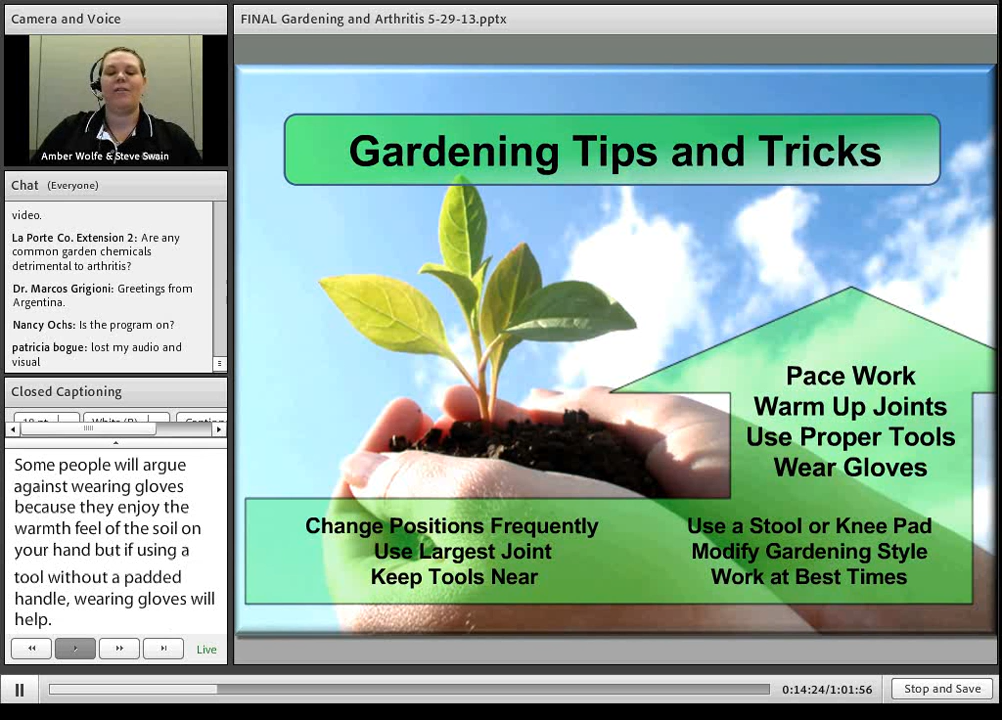 Camera and Voice
Amber Wolfe & Steve Swain
Chat (Everyone)
video.
La Porte Co. Extension 2: Are any
common garden chemicals
detrimental to arthritis?
Dr. Marcos Grigioni: Greetings from
Argentina.
Nancy Ochs: Is the program on?
patricia bogue: lost my audio and
visual
Closed Captioning
Some people will argue
against wearing gloves
because they enjoy the
warmth feel of the soil on
your hand but if using a
tool without a padded
handle, wearing gloves will
help.
Live
FINAL Gardening and Arthritis 5-29-13.pptx
Gardening Tips and Tricks
Pace Work
Warm Up Joints
Use Proper Tools
Wear Gloves
Change Positions Frequently
Use Largest Joint
Keep Tools Near
Use a Stool or Knee Pad
Modify Gardening Style
Work at Best Times
0:14:24/1:01:56
Stop and Save